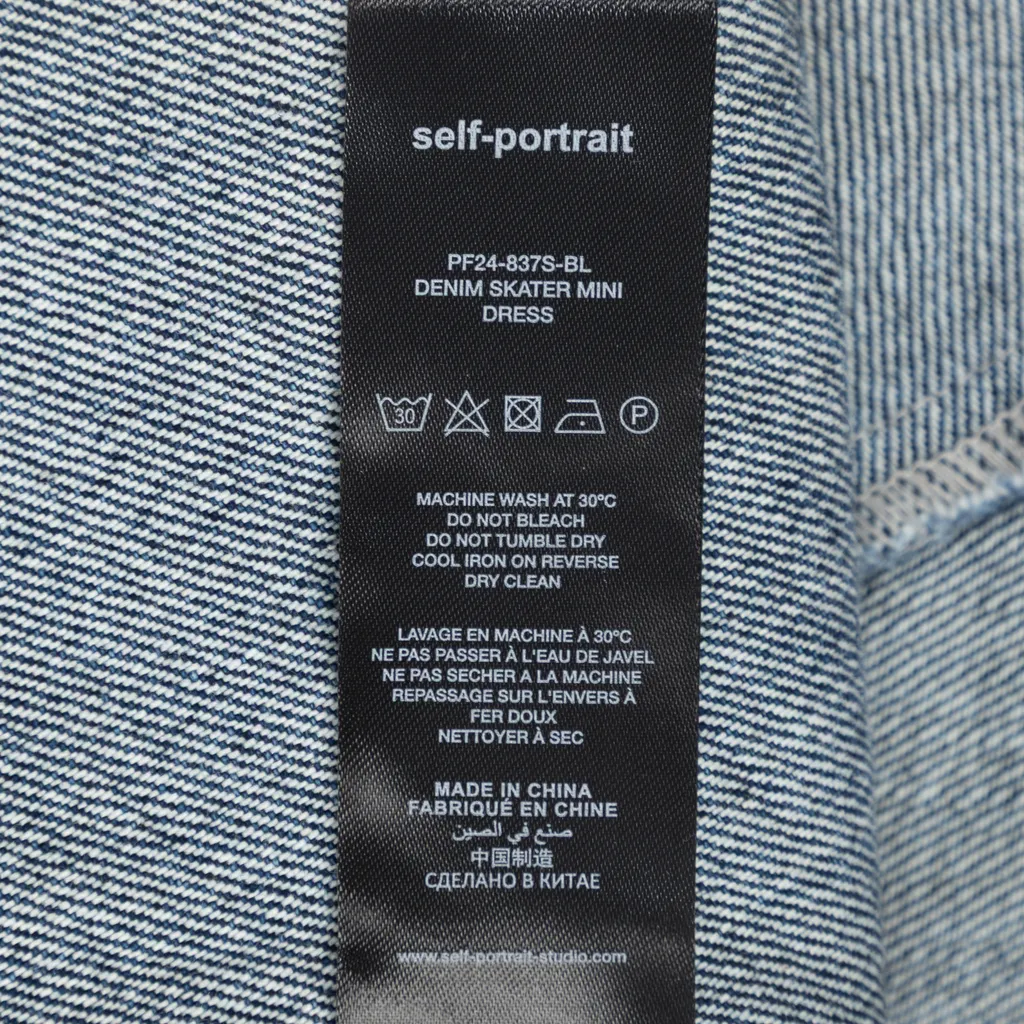 self-portrait
PF24-837S-BL
DENIM SKATER MINI
DRESS
30 P
MACHINE WASH AT 30°C
DO NOT BLEACH
DO NOT TUMBLE DRY
COOL IRON ON REVERSE
DRY CLEAN
LAVAGE EN MACHINE À 30°C
NE PAS PASSER À L'EAU DE JAVEL
NE PAS SECHER A LA MACHINE
REPASSAGE SUR L'ENVERS À
FER DOUX
NETTOYER À SEC
MADE IN CHINA
FABRIQUÉ EN CHINE
صنع في الصين
中国制造
СДЕЛАНО В КИТАЕ
www.self-portrait-studio.com